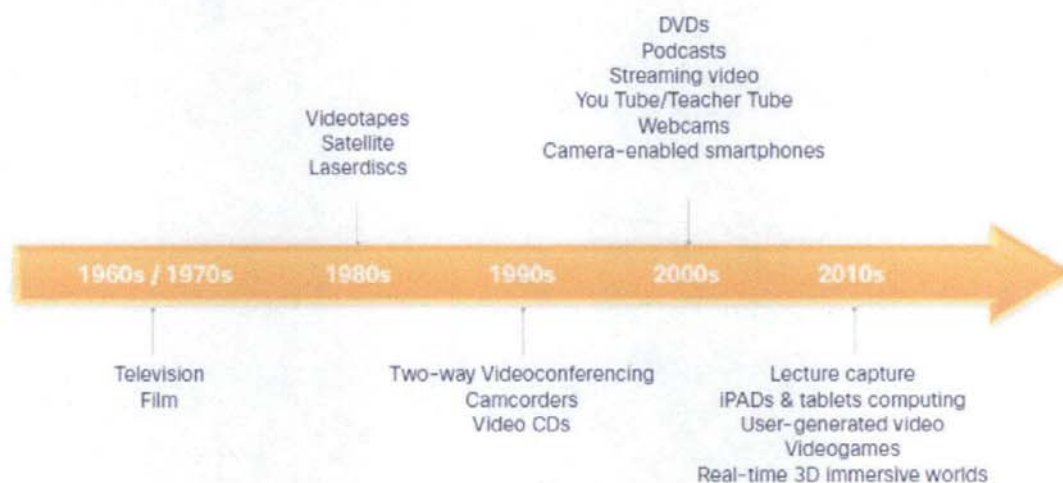 DVDs
Podcasts
Streaming video
You Tube/Teacher Tube
Webcams
Camera-enabled smartphones
Videotapes
Satellite
Laserdiscs
1960s / 1970s 1980s 1990s 2000s 2010s
Television
Film
Two-way Videoconferencing
Camcorders
Video CDs
Lecture capture
iPADs & tablets computing
User-generated video
Videogames
Real-time 3D immersive worlds